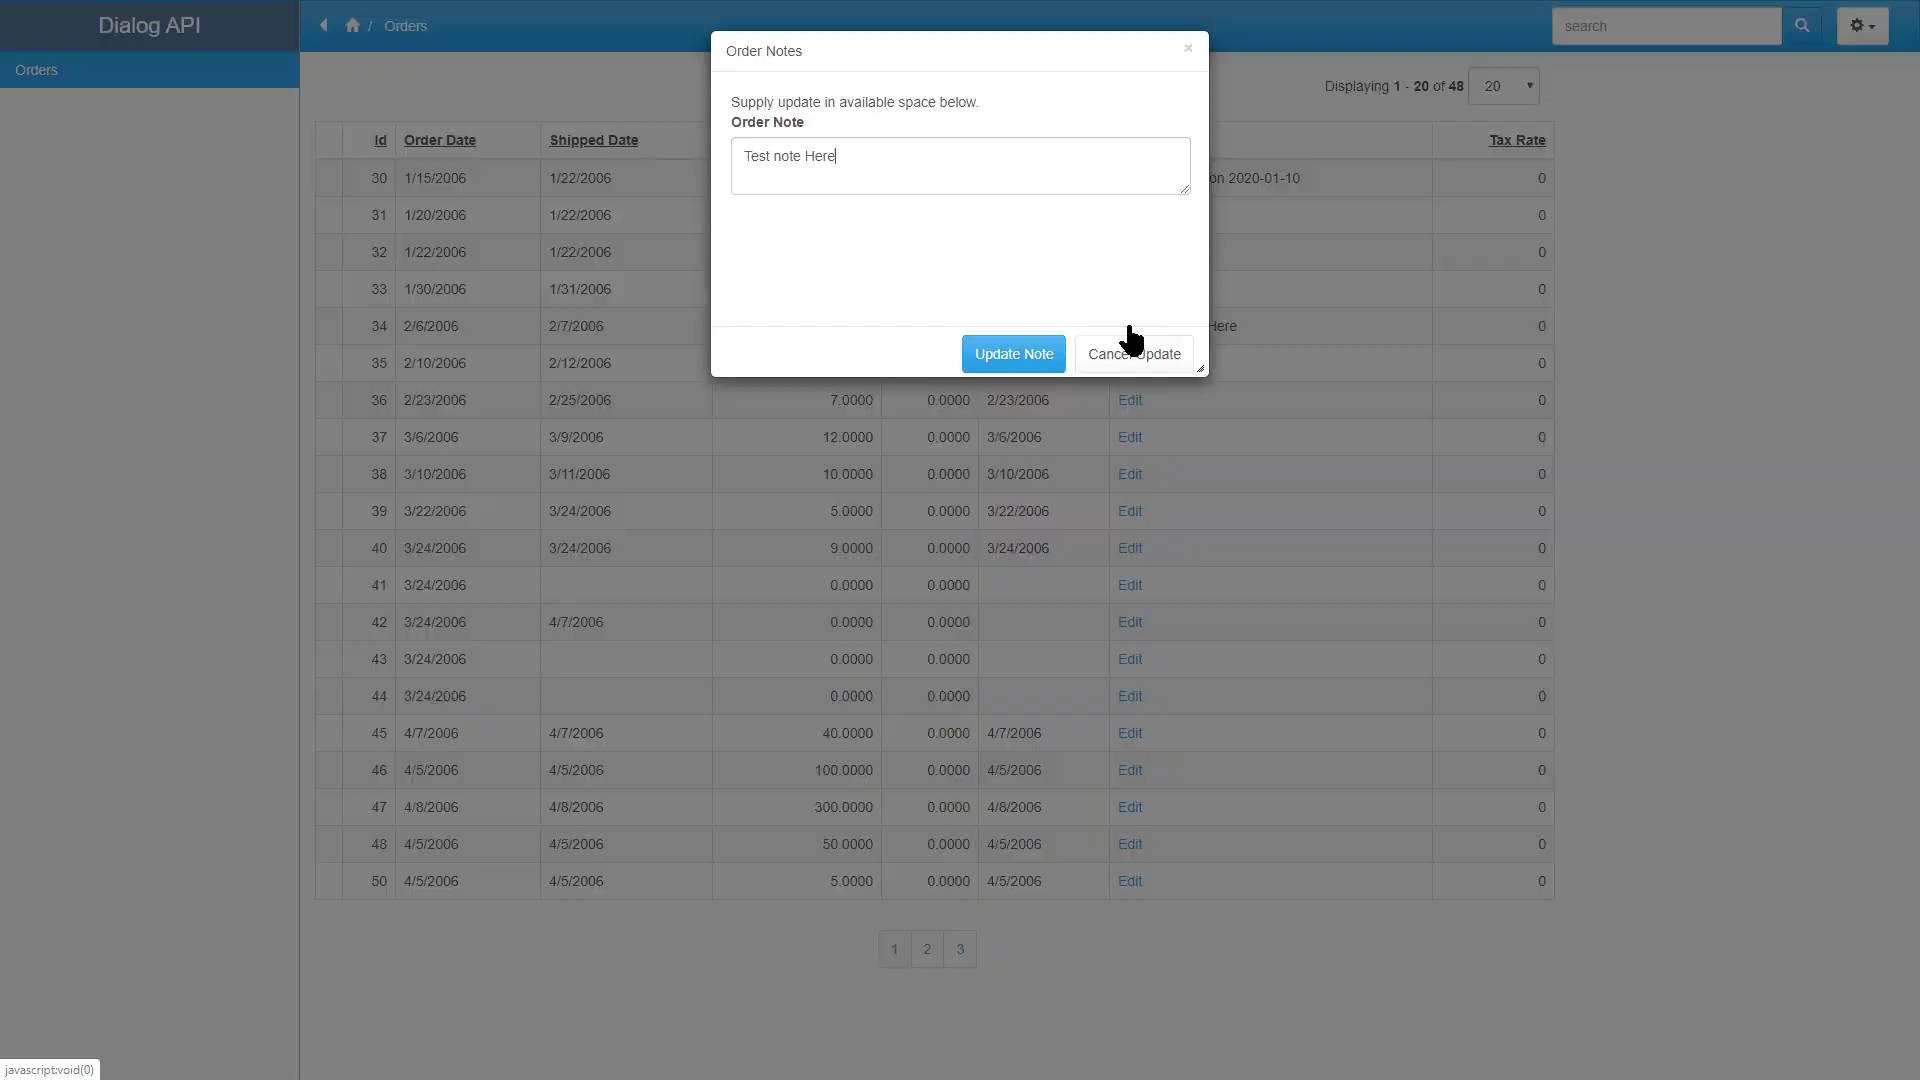 Dialog API
/ Orders
search
Orders
Order Notes ×
Supply update in available space below.
Order Note
Test note Here
Update Note
Cancel Update
Displaying 1 - 20 of 48 20
Id Order Date Shipped Date Tax Rate
30 1/15/2006 1/22/2006 on 2020-01-10 0
31 1/20/2006 1/22/2006 0
32 1/22/2006 1/22/2006 0
33 1/30/2006 1/31/2006 0
34 2/6/2006 2/7/2006 Here 0
35 2/10/2006 2/12/2006 0
36 2/23/2006 2/25/2006 7.0000 0.0000 2/23/2006 Edit 0
37 3/6/2006 3/9/2006 12.0000 0.0000 3/6/2006 Edit 0
38 3/10/2006 3/11/2006 10.0000 0.0000 3/10/2006 Edit 0
39 3/22/2006 3/24/2006 5.0000 0.0000 3/22/2006 Edit 0
40 3/24/2006 3/24/2006 9.0000 0.0000 3/24/2006 Edit 0
41 3/24/2006 0.0000 0.0000 Edit 0
42 3/24/2006 4/7/2006 0.0000 0.0000 Edit 0
43 3/24/2006 0.0000 0.0000 Edit 0
44 3/24/2006 0.0000 0.0000 Edit 0
45 4/7/2006 4/7/2006 40.0000 0.0000 4/7/2006 Edit 0
46 4/5/2006 4/5/2006 100.0000 0.0000 4/5/2006 Edit 0
47 4/8/2006 4/8/2006 300.0000 0.0000 4/8/2006 Edit 0
48 4/5/2006 4/5/2006 50.0000 0.0000 4/5/2006 Edit 0
50 4/5/2006 4/5/2006 5.0000 0.0000 4/5/2006 Edit 0
1 2 3
javascript:void(0)